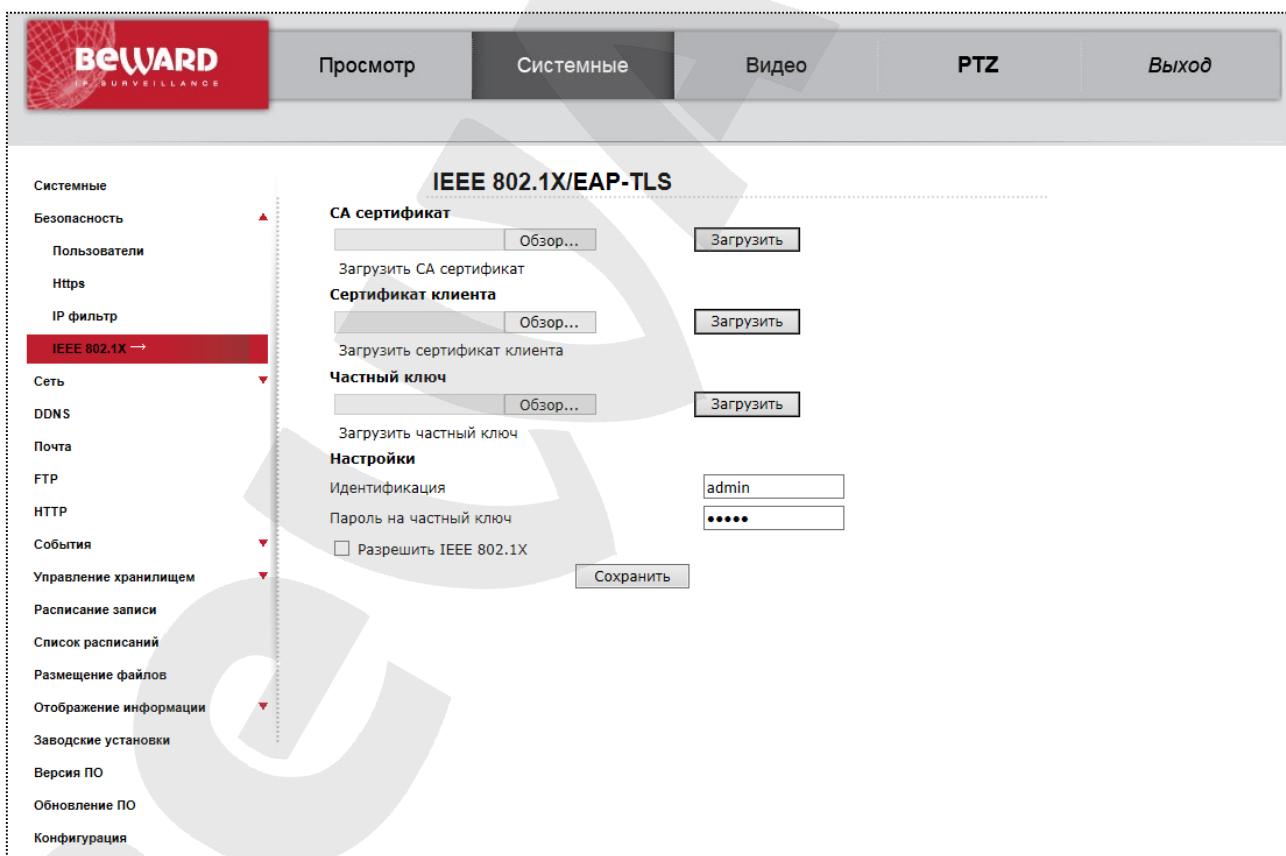 BEWARD
IP SURVEILLANCE
Просмотр
Системные
Видео
PTZ
Выход
Системные
Безопасность
Пользователи
Https
IP фильтр
IEEE 802.1X →
Сеть
DDNS
Почта
FTP
HTTP
События
Управление хранилищем
Расписание записи
Список расписаний
Размещение файлов
Отображение информации
Заводские установки
Версия ПО
Обновление ПО
Конфигурация
IEEE 802.1X/EAP-TLS
CA сертификат
Обзор... Загрузить
Загрузить CA сертификат
Сертификат клиента
Обзор... Загрузить
Загрузить сертификат клиента
Частный ключ
Обзор... Загрузить
Загрузить частный ключ
Настройки
Идентификация admin
Пароль на частный ключ •••••
Разрешить IEEE 802.1X
Сохранить